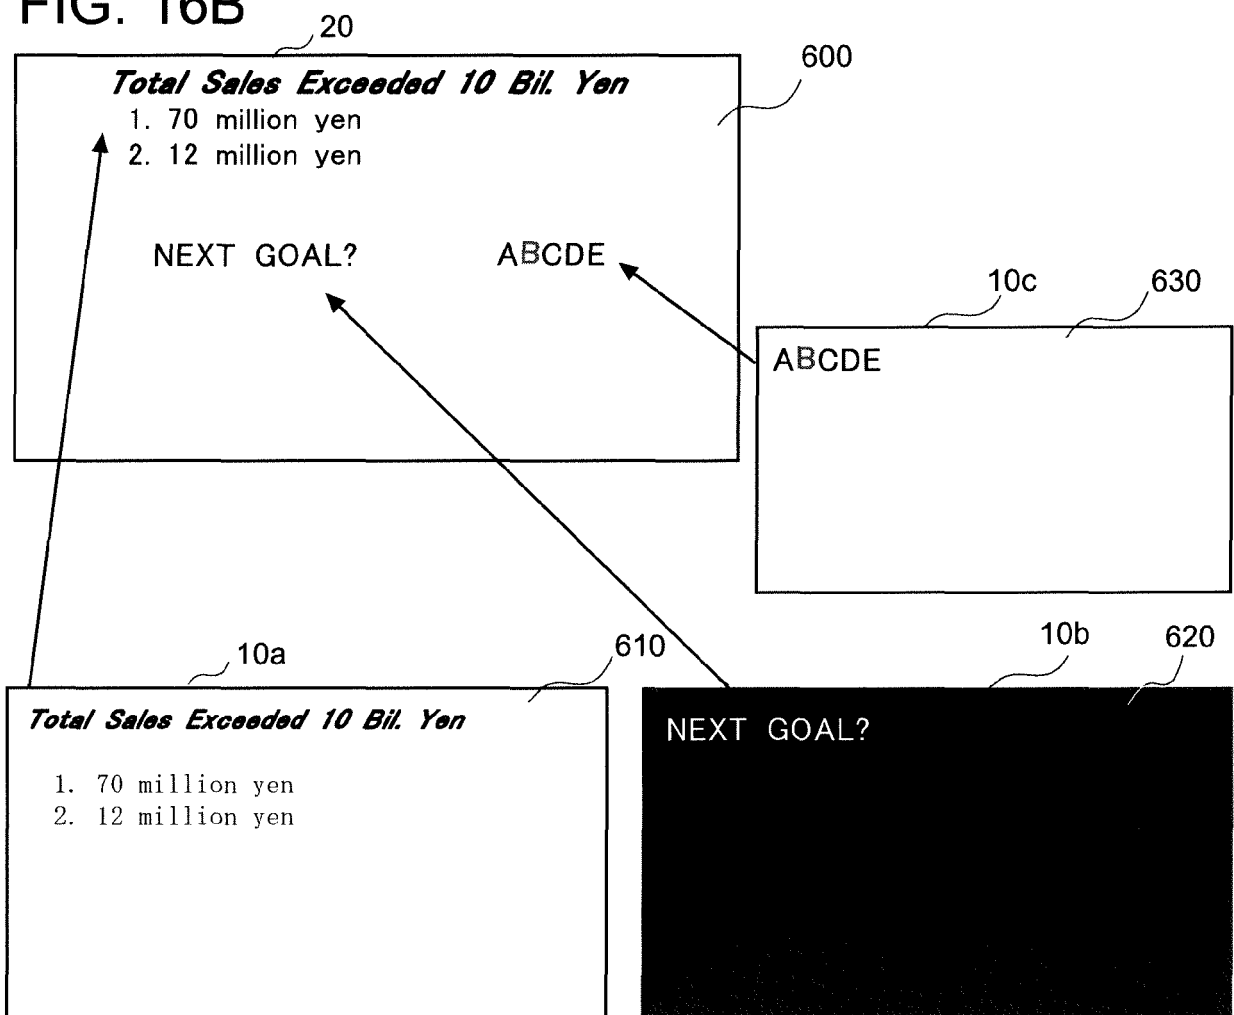 FIG. 16B
20
600
Total Sales Exceeded 10 Bil. Yen
1. 70 million yen
2. 12 million yen
NEXT GOAL? ABCDE
10c 630
ABCDE
10a 610
Total Sales Exceeded 10 Bil. Yen
1. 70 million yen
2. 12 million yen
10b 620
NEXT GOAL?